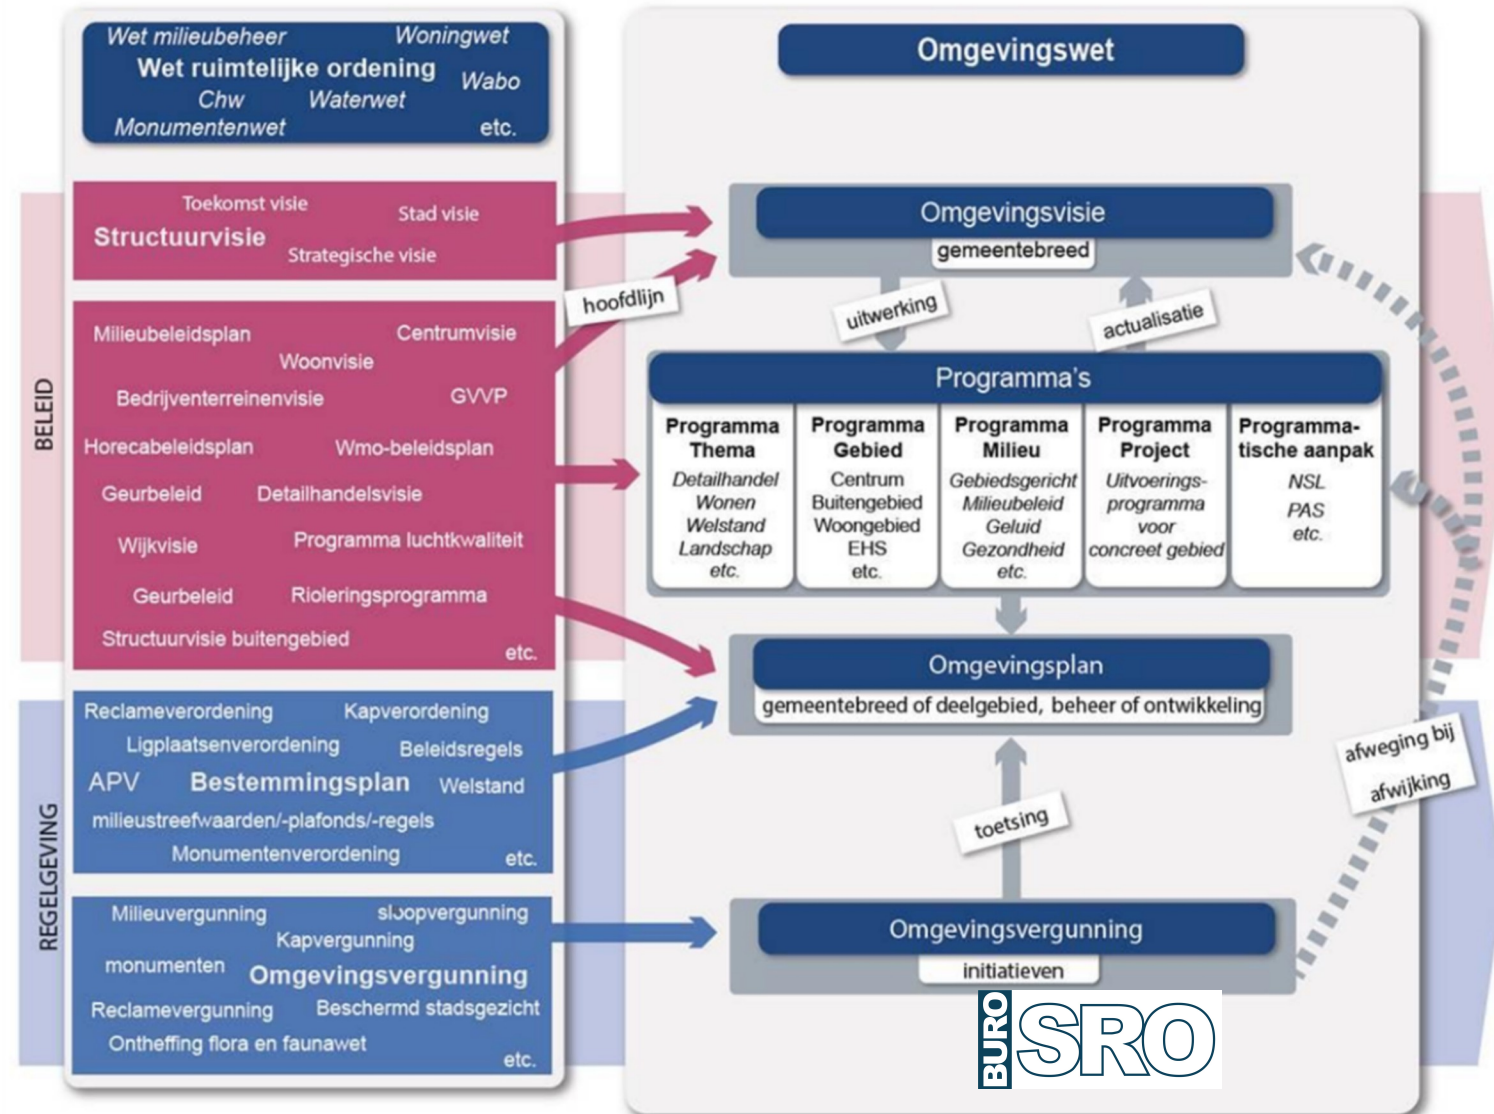 Wet milieubeheer
Woningwet
Wet ruimtelijke ordening
Wabo
Chw
Waterwet
Monumentenwet
etc.
Toekomst visie
Stad visie
Structuurvisie
Strategische visie
Milieubeleidsplan
Centrumvisie
Woonvisie
Bedrijventerreinenvisie
GVVP
Horecabeleidsplan
Wmo-beleidsplan
Geurbeleid
Detailhandelsvisie
Wijkvisie
Programma luchtkwaliteit
Geurbeleid
Rioleringsprogramma
Structuurvisie buitengebied
etc.
Reclameverordening
Kapverordening
Ligplaatsenverordening
Beleidsregels
APV
Bestemmingsplan
Welstand
milieustreefwaarden/-plafonds/-regels
Monumentenverordening
etc.
Milieuvergunning
sloopvergunning
Kapvergunning
monumenten
Omgevingsvergunning
Reclamevergunning
Beschermd stadsgezicht
Ontheffing flora en faunawet
etc.
BELEID
REGELGEVING
hoofdlijn
Omgevingswet
Omgevingsvisie
gemeentebreed
uitwerking
actualisatie
Programma's
Programma
Thema
Detailhandel
Wonen
Welstand
Landschap
etc.
Programma
Gebied
Centrum
Buitengebied
Woongebied
EHS
etc.
Programma
Milieu
Gebiedsgericht
Milieubeleid
Geluid
Gezondheid
etc.
Programma
Project
Uitvoerings-
programma
voor
concreet gebied
Programma-
tische aanpak
NSL
PAS
etc.
Omgevingsplan
gemeentebreed of deelgebied, beheer of ontwikkeling
toetsing
afweging bij
afwijking
Omgevingsvergunning
initiatieven
BURO
SRO